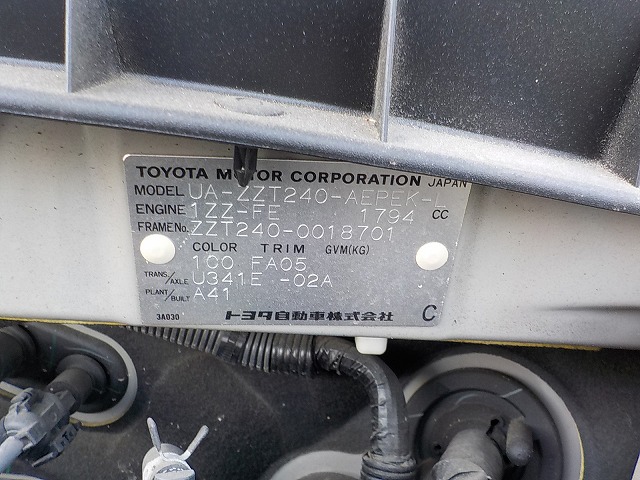 TOYOTA MOTOR CORPORATION JAPAN
MODEL UA-ZZT240-AEPEK-L
ENGINE 1ZZ-FE 1794 CC
FRAME No. ZZT240-0018701
COLOR TRIM GVM(KG)
1C0 FA05
TRANS./AXLE U341E -02A
PLANT/BUILT A41
3A030 トヨタ自動車株式会社 C